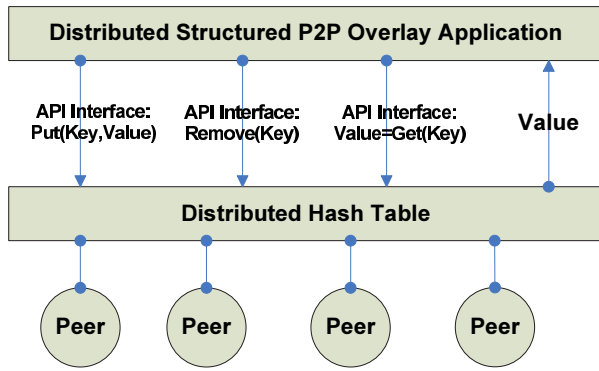 Distributed Structured P2P Overlay Application
API Interface:
Put(Key,Value)
API Interface:
Remove(Key)
API Interface:
Value=Get(Key)
Value
Distributed Hash Table
Peer
Peer
Peer
Peer